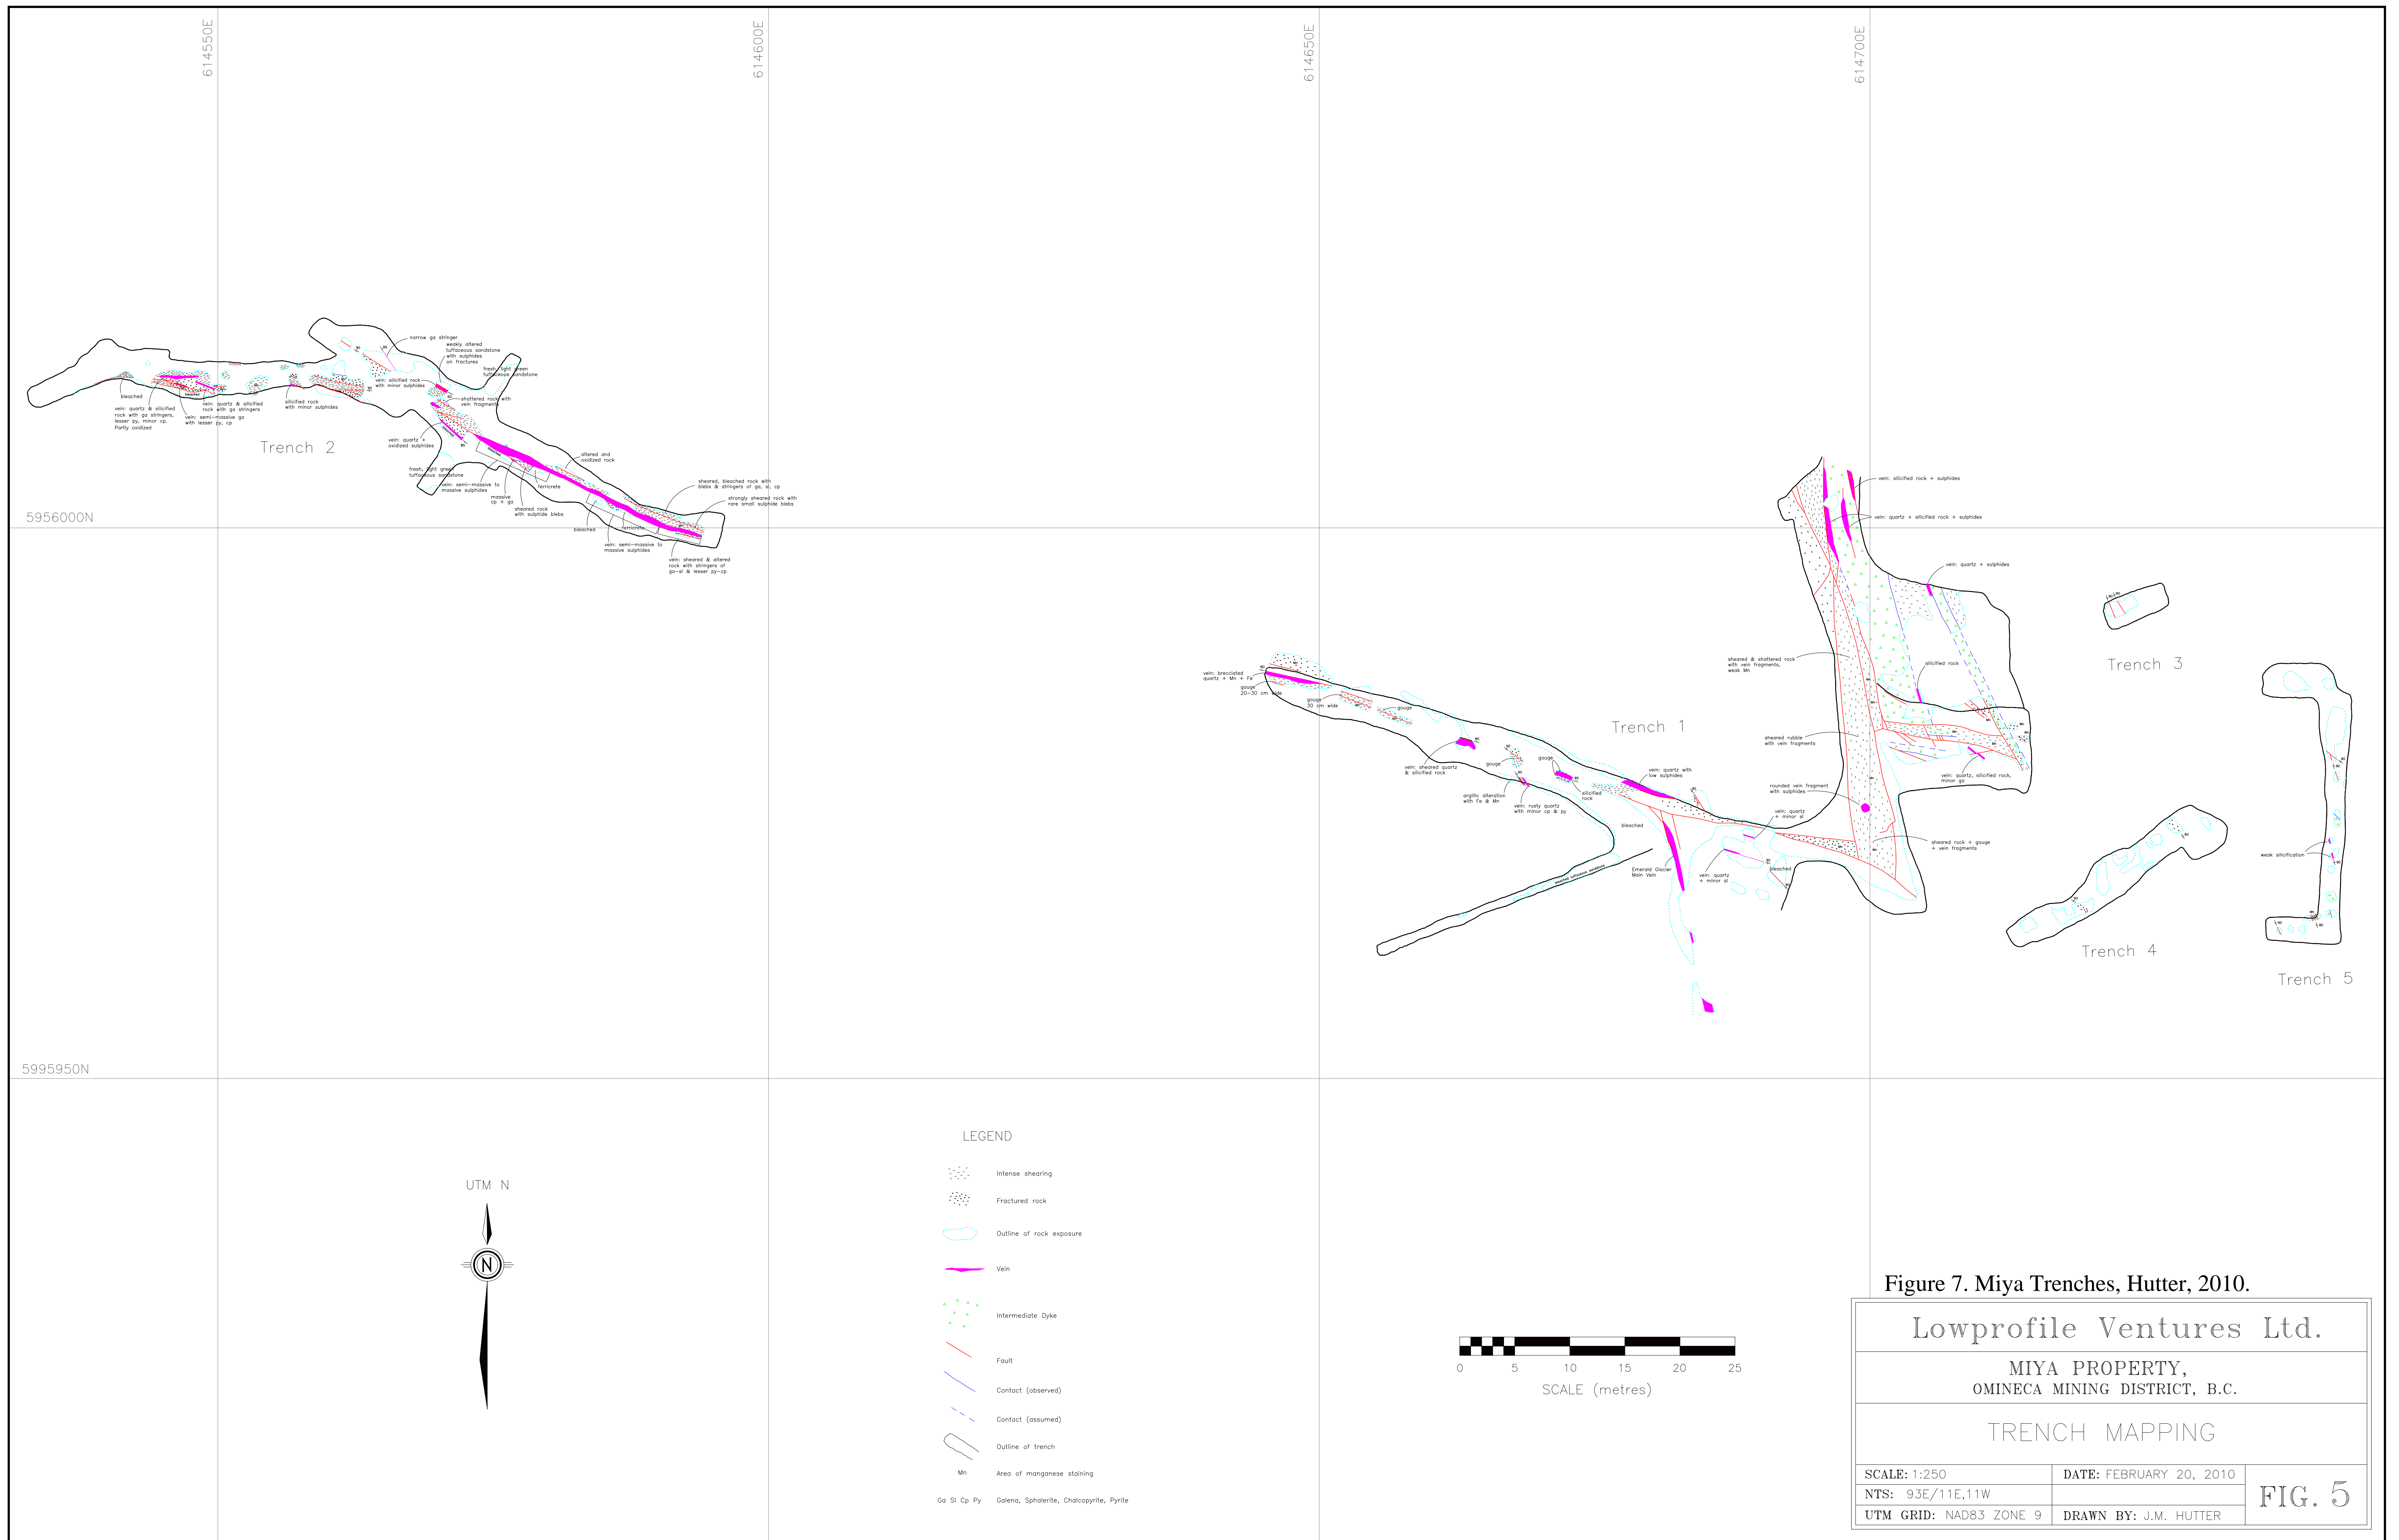 614550E
614600E
614650E
614700E
5956000N
5995950N
narrow ga stringer
weakly altered
tuffaceous sandstone
with sulphides
on fractures
fresh, light green
tuffaceous sandstone
vein: silicified rock
with minor sulphides
shattered rock with
vein fragments
bleached
vein: quartz & silicified
rock with ga stringers,
lesser py, minor cp.
Partly oxidized
bleached
vein: quartz & silicified
rock with ga stringers
vein: semi-massive ga
with lesser py, cp
silicified rock
with minor sulphides
Trench 2
vein: quartz +
oxidized sulphides
fresh, light green
tuffaceous sandstone
vein: semi-massive to
massive sulphides
massive
cp + ga
sheared rock
with sulphide blebs
ferricrete
altered and
oxidized rock
sheared, bleached rock with
blebs & stringers of ga, sl, cp
strongly sheared rock with
rare small sulphide blebs
bleached
ferricrete
vein: semi-massive to
massive sulphides
vein: sheared & altered
rock with stringers of
ga-sl & lesser py-cp
vein: silicified rock + sulphides
vein: quartz + silicified rock + sulphides
vein: quartz + sulphides
sheared & shattered rock
with vein fragments,
weak Mn
silicified rock
vein: brecciated
quartz + Mn + Fe
gouge
20-30 cm wide
gouge
30 cm wide
gouge
Trench 1
sheared rubble
with vein fragments
vein: sheared quartz
& silicified rock
gouge
gouge
vein: quartz with
low sulphides
silicified
rock
argillic alteration
with Fe & Mn
vein: rusty quartz
with minor cp & py
vein: quartz, silicified rock,
minor ga
rounded vein fragment
with sulphides
vein: quartz
+ minor sl
bleached
sheared rock + gouge
+ vein fragments
Emerald Glacier
Main Vein
vein: quartz
+ minor sl
bleached
bleached tuffaceous sandstone
Trench 3
weak silicification
Trench 4
Trench 5
UTM N
N
LEGEND
Intense shearing
Fractured rock
Outline of rock exposure
Vein
Intermediate Dyke
Fault
Contact (observed)
Contact (assumed)
Outline of trench
Mn Area of manganese staining
Ga Sl Cp Py Galena, Sphalerite, Chalcopyrite, Pyrite
0 5 10 15 20 25
SCALE (metres)
Figure 7. Miya Trenches, Hutter, 2010.
Lowprofile Ventures Ltd.
MIYA PROPERTY,
OMINECA MINING DISTRICT, B.C.
TRENCH MAPPING
SCALE: 1:250
DATE: FEBRUARY 20, 2010
NTS: 93E/11E,11W
UTM GRID: NAD83 ZONE 9
DRAWN BY: J.M. HUTTER
FIG. 5